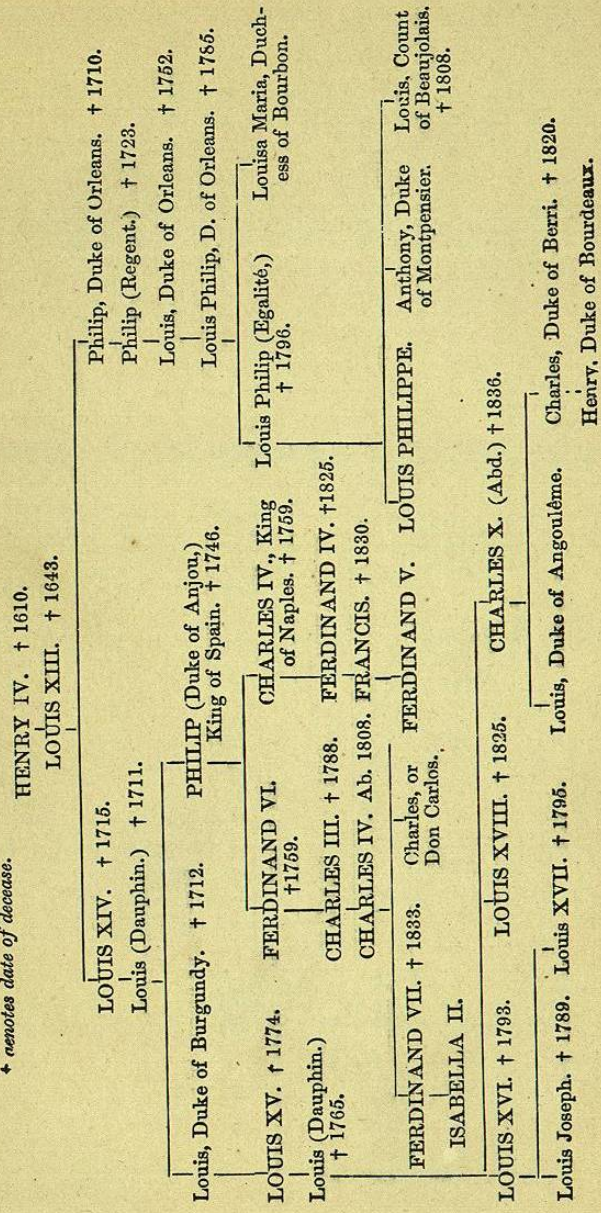 † denotes date of decease.
HENRY IV. † 1610.
LOUIS XIII. † 1643.
LOUIS XIV. † 1715.
Louis (Dauphin.) † 1711.
Philip, Duke of Orleans. † 1710.
Philip (Regent.) † 1723.
Louis, Duke of Orleans. † 1752.
Louis Philip, D. of Orleans. † 1785.
Louis, Duke of Burgundy. † 1712.
PHILIP (Duke of Anjou,)
King of Spain. † 1746.
Louis Philip (Egalité,)
† 1796.
Louisa Maria, Duch-
ess of Bourbon.
LOUIS XV. † 1774.
Louis (Dauphin.)
† 1765.
FERDINAND VI.
†1759.
CHARLES III. † 1788.
CHARLES IV. Ab. 1808.
CHARLES IV., King
of Naples. † 1759.
FERDINAND IV. †1825.
FRANCIS. † 1830.
FERDINAND V.
LOUIS PHILIPPE.
Anthony, Duke
of Montpensier.
Louis, Count
of Beaujolais.
† 1808.
FERDINAND VII. † 1833.
ISABELLA II.
Charles, or
Don Carlos.
LOUIS XVI. † 1793.
LOUIS XVIII. † 1825.
CHARLES X. (Abd.) † 1836.
Louis Joseph. † 1789.
Louis XVII. † 1795.
Louis, Duke of Angoulême.
Charles, Duke of Berri. † 1820.
Henry, Duke of Bourdeaux.